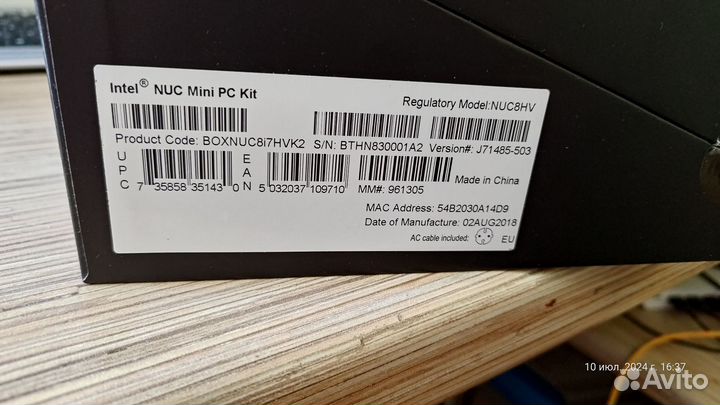 Intel® NUC Mini PC Kit
Regulatory Model:NUC8HV
Product Code: BOXNUC8i7HVK2 S/N: BTHN830001A2 Version#: J71485-503
UPC
7 35858 35143 0
EAN
5 032037 109710
MM#: 961305
Made in China
MAC Address: 54B2030A14D9
Date of Manufacture: 02AUG2018
AC cable included: EU
10 июл. 2024 г. 16:37
Avito